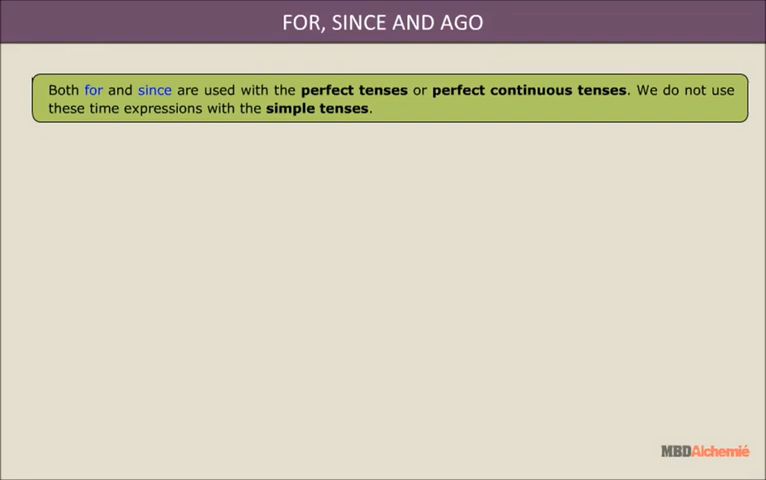 FOR, SINCE AND AGO
Both for and since are used with the perfect tenses or perfect continuous tenses. We do not use
these time expressions with the simple tenses.
MBDAlchemié